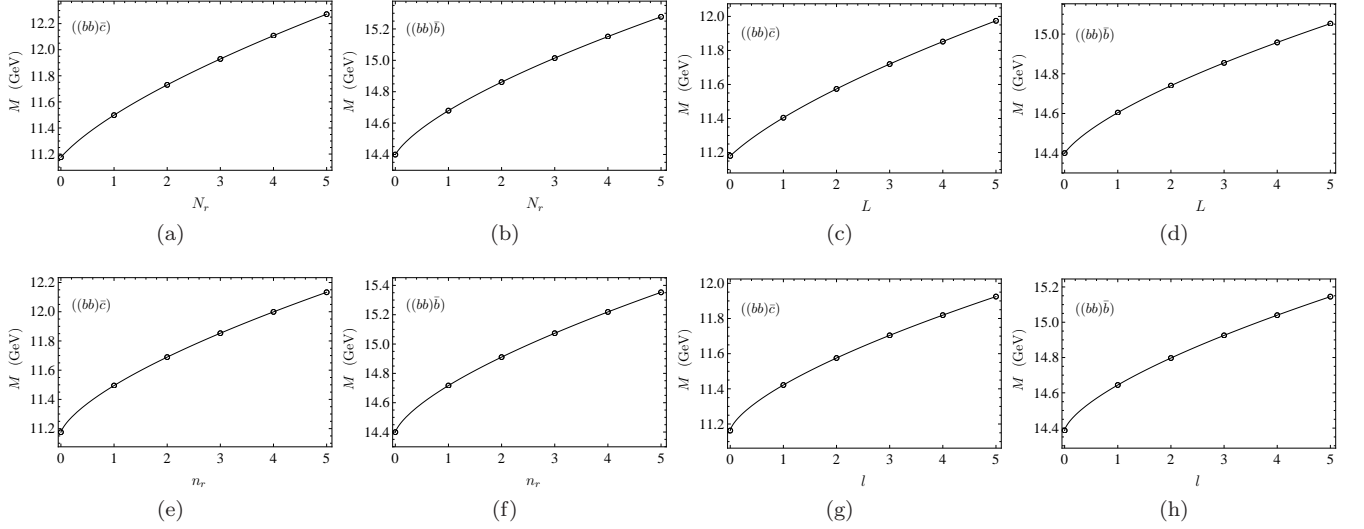 M (GeV)
12.2
12.0
11.8
11.6
11.4
11.2
((bb)c̄)
0 1 2 3 4 5
N_r
(a)
M (GeV)
15.2
15.0
14.8
14.6
14.4
((bb)b̄)
0 1 2 3 4 5
N_r
(b)
M (GeV)
12.0
11.8
11.6
11.4
11.2
((bb)c̄)
0 1 2 3 4 5
L
(c)
M (GeV)
15.0
14.8
14.6
14.4
((bb)b̄)
0 1 2 3 4 5
L
(d)
M (GeV)
12.2
12.0
11.8
11.6
11.4
11.2
((bb)c̄)
0 1 2 3 4 5
n_r
(e)
M (GeV)
15.4
15.2
15.0
14.8
14.6
14.4
((bb)b̄)
0 1 2 3 4 5
n_r
(f)
M (GeV)
12.0
11.8
11.6
11.4
11.2
((bb)c̄)
0 1 2 3 4 5
l
(g)
M (GeV)
15.2
15.0
14.8
14.6
14.4
((bb)b̄)
0 1 2 3 4 5
l
(h)